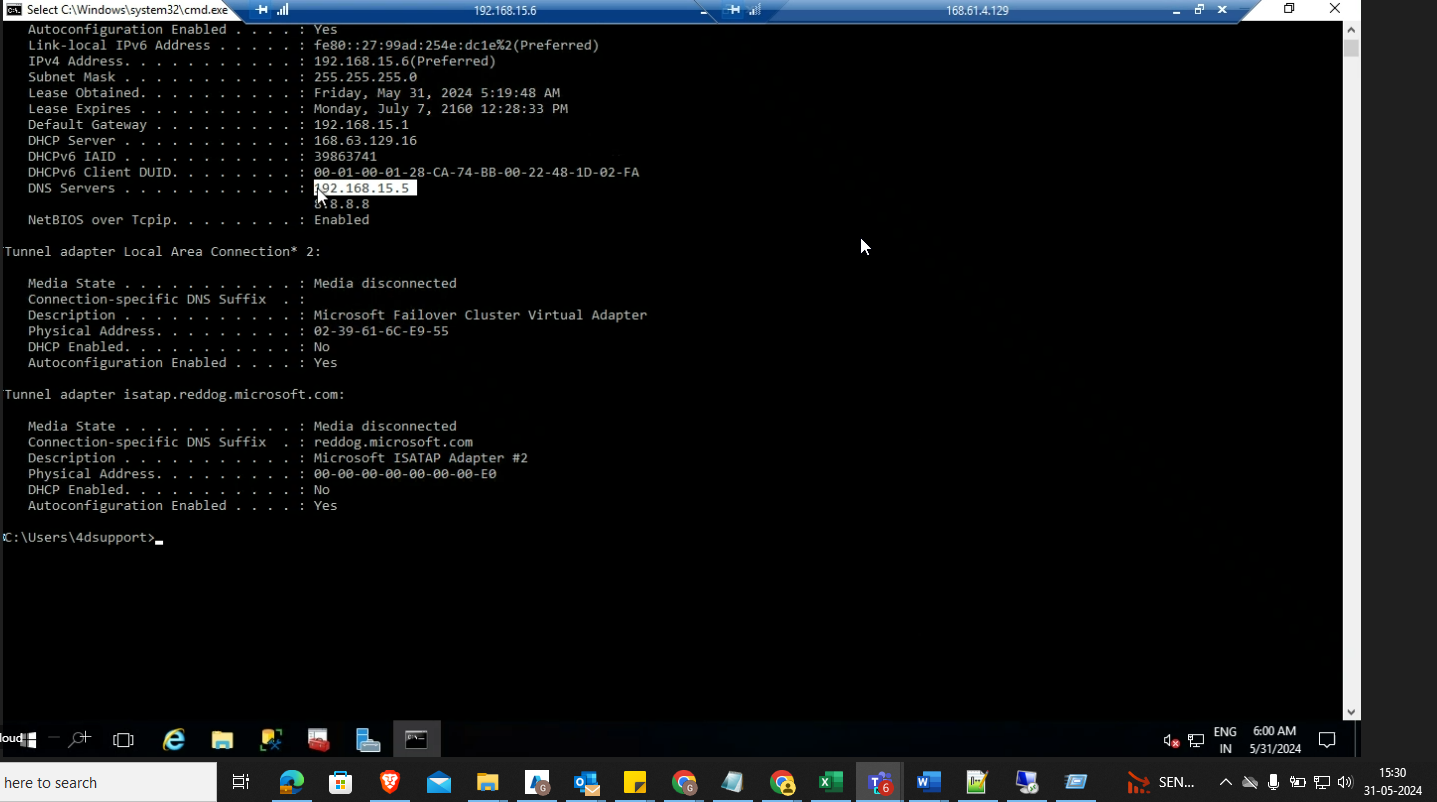 Select C:\Windows\system32\cmd.exe
192.168.15.6
168.61.4.129
Autoconfiguration Enabled . . . . : Yes
Link-local IPv6 Address . . . . . : fe80::27:99ad:254e:dc1e%2(Preferred)
IPv4 Address. . . . . . . . . . . : 192.168.15.6(Preferred)
Subnet Mask . . . . . . . . . . . : 255.255.255.0
Lease Obtained. . . . . . . . . . : Friday, May 31, 2024 5:19:48 AM
Lease Expires . . . . . . . . . . : Monday, July 7, 2160 12:28:33 PM
Default Gateway . . . . . . . . . : 192.168.15.1
DHCP Server . . . . . . . . . . . : 168.63.129.16
DHCPv6 IAID . . . . . . . . . . . : 39863741
DHCPv6 Client DUID. . . . . . . . : 00-01-00-01-28-CA-74-BB-00-22-48-1D-02-FA
DNS Servers . . . . . . . . . . . : 192.168.15.5
8.8.8.8
NetBIOS over Tcpip. . . . . . . . : Enabled
Tunnel adapter Local Area Connection* 2:
Media State . . . . . . . . . . . : Media disconnected
Connection-specific DNS Suffix  . :
Description . . . . . . . . . . . : Microsoft Failover Cluster Virtual Adapter
Physical Address. . . . . . . . . : 02-39-61-6C-E9-55
DHCP Enabled. . . . . . . . . . . : No
Autoconfiguration Enabled . . . . : Yes
Tunnel adapter isatap.reddog.microsoft.com:
Media State . . . . . . . . . . . : Media disconnected
Connection-specific DNS Suffix  . : reddog.microsoft.com
Description . . . . . . . . . . . : Microsoft ISATAP Adapter #2
Physical Address. . . . . . . . . : 00-00-00-00-00-00-00-E0
DHCP Enabled. . . . . . . . . . . : No
Autoconfiguration Enabled . . . . : Yes
C:\Users\4dsupport>
loud
ENG
IN
6:00 AM
5/31/2024
here to search
6
SEN...
15:30
31-05-2024